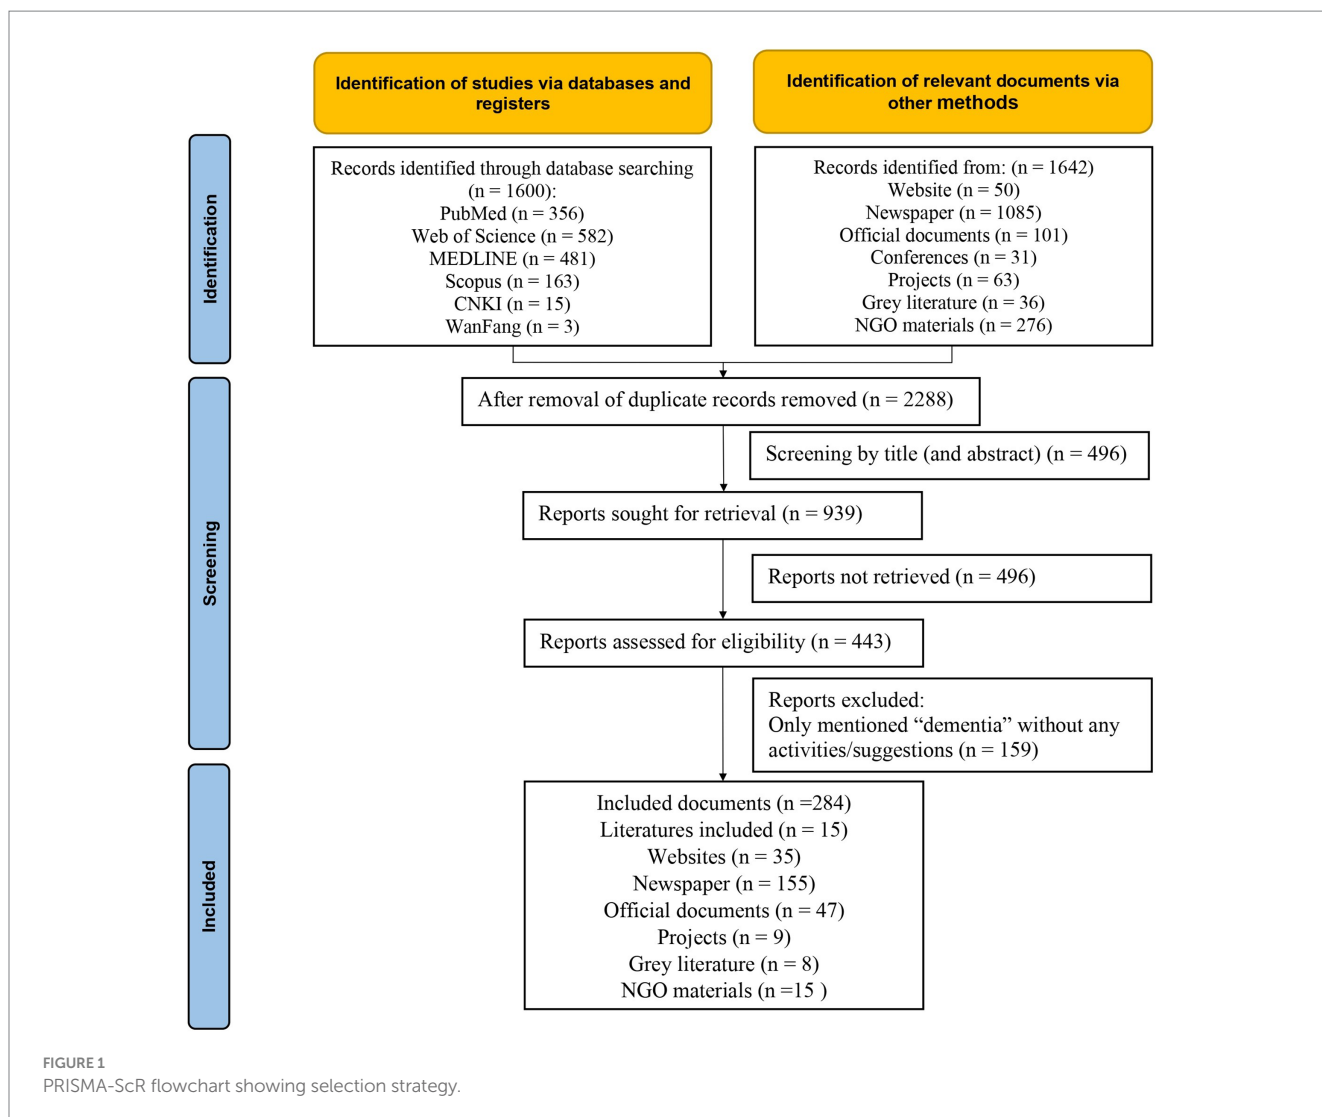 Identification of studies via databases and
registers
Identification of relevant documents via
other methods
Identification
Records identified through database searching
(n = 1600):
PubMed (n = 356)
Web of Science (n = 582)
MEDLINE (n = 481)
Scopus (n = 163)
CNKI (n = 15)
WanFang (n = 3)
Records identified from: (n = 1642)
Website (n = 50)
Newspaper (n = 1085)
Official documents (n = 101)
Conferences (n = 31)
Projects (n = 63)
Grey literature (n = 36)
NGO materials (n = 276)
Screening
After removal of duplicate records removed (n = 2288)
Screening by title (and abstract) (n = 496)
Reports sought for retrieval (n = 939)
Reports not retrieved (n = 496)
Reports assessed for eligibility (n = 443)
Reports excluded:
Only mentioned “dementia” without any
activities/suggestions (n = 159)
Included
Included documents (n =284)
Literatures included (n = 15)
Websites (n = 35)
Newspaper (n = 155)
Official documents (n = 47)
Projects (n = 9)
Grey literature (n = 8)
NGO materials (n =15 )
FIGURE 1
PRISMA-ScR flowchart showing selection strategy.